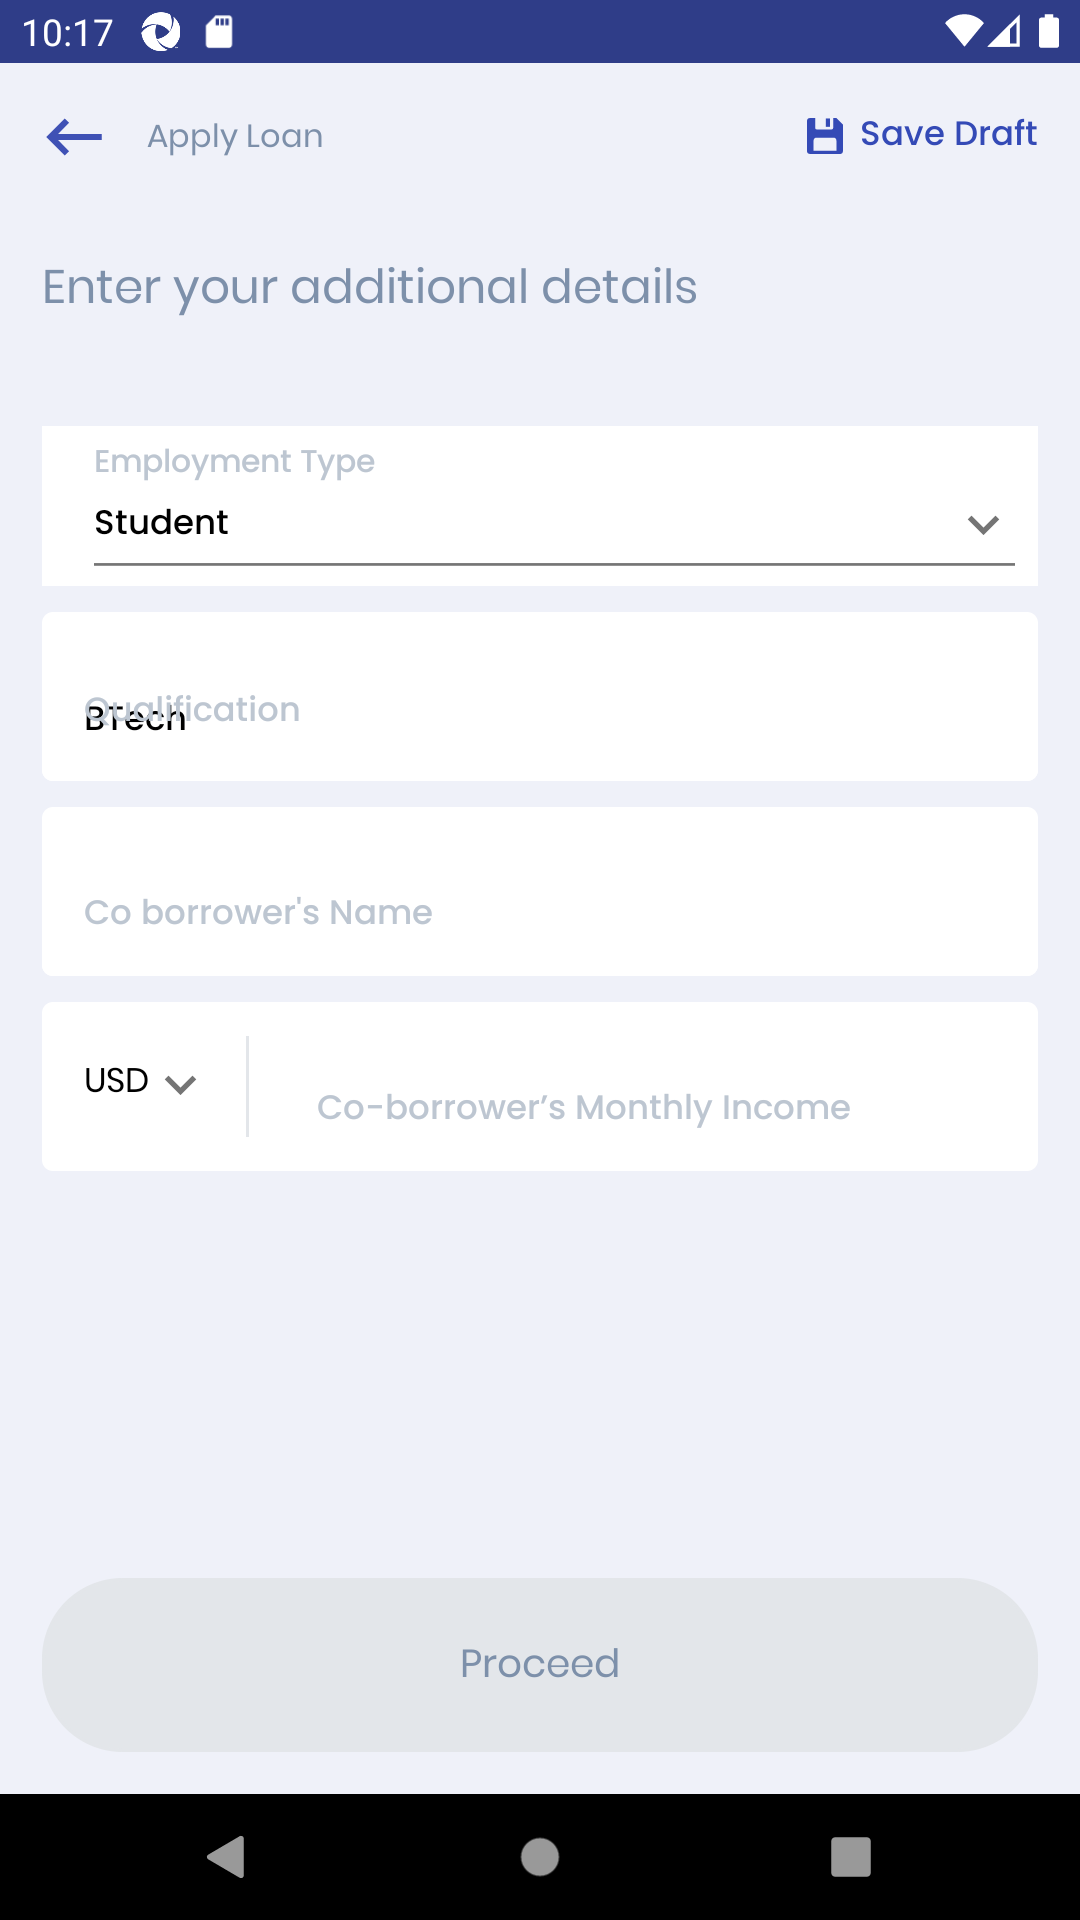 10:17
Apply Loan
Save Draft
Enter your additional details
Employment Type
Student
Qualification
BTech
Co borrower's Name
USD
Co-borrower’s Monthly Income
Proceed